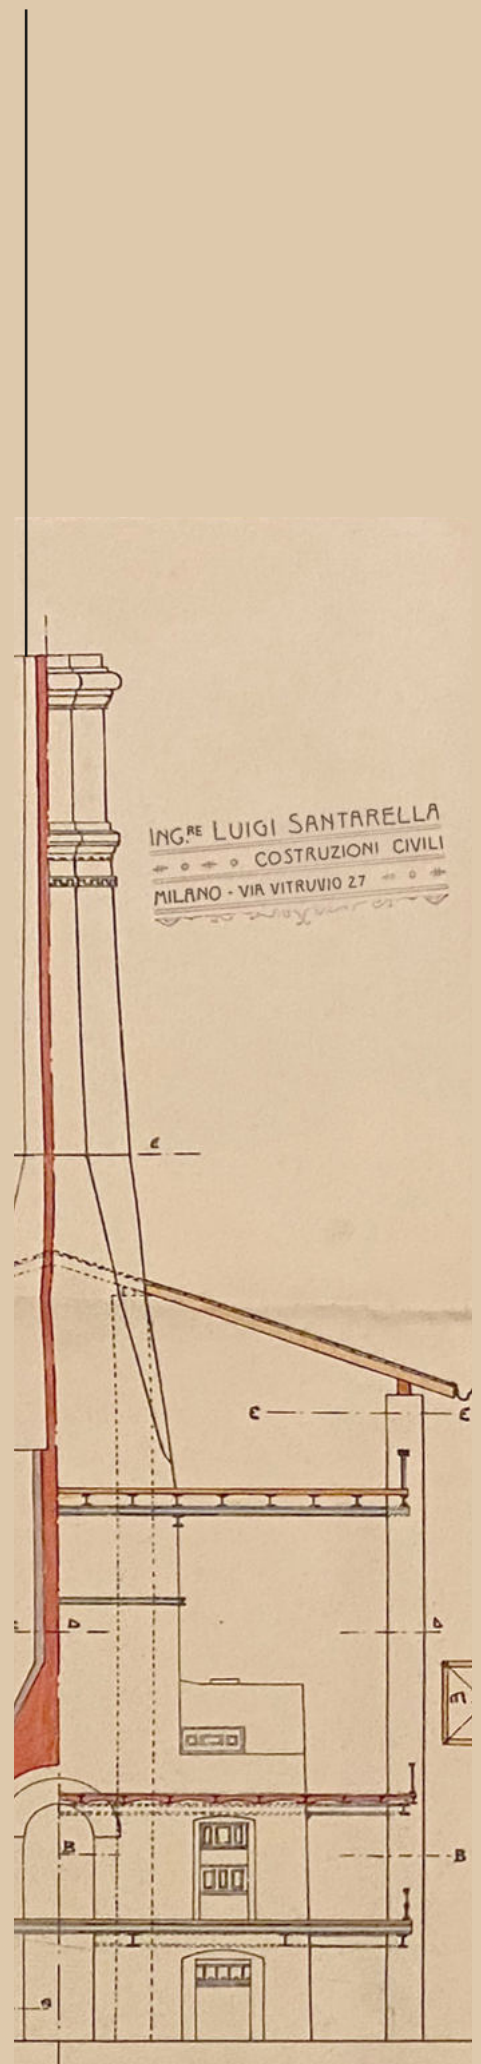 ING.RE LUIGI SANTARELLA
COSTRUZIONI CIVILI
MILANO - VIA VITRUVIO 27
C
E E
D D
m
B B